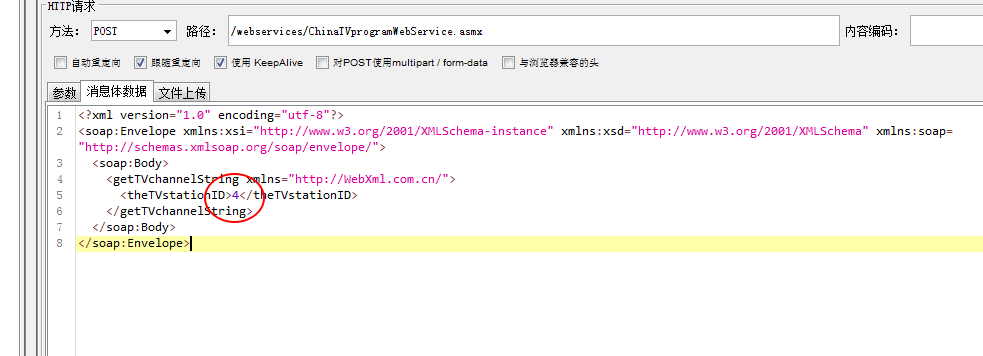 HTTP请求
方法： POST 路径： /webservices/ChinaTVprogramWebService.asmx 内容编码：
自动重定向 跟随重定向 使用 KeepAlive 对POST使用multipart / form-data 与浏览器兼容的头
参数 消息体数据 文件上传
1 <?xml version="1.0" encoding="utf-8"?>
2 <soap:Envelope xmlns:xsi="http://www.w3.org/2001/XMLSchema-instance" xmlns:xsd="http://www.w3.org/2001/XMLSchema" xmlns:soap=
"http://schemas.xmlsoap.org/soap/envelope/">
3 <soap:Body>
4 <getTVchannelString xmlns="http://WebXml.com.cn/">
5 <theTVstationID>4</theTVstationID>
6 </getTVchannelString>
7 </soap:Body>
8 </soap:Envelope>